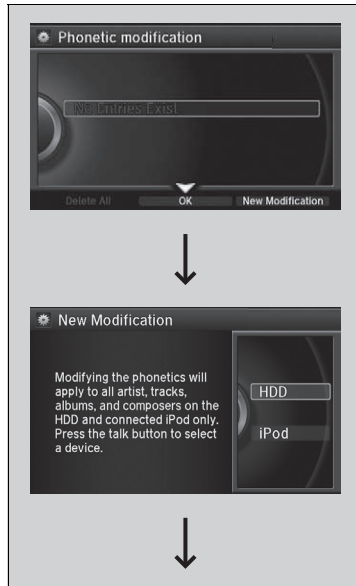 Phonetic modification
No Entries Exist
Delete All
OK
New Modification
New Modification
Modifying the phonetics will
apply to all artist, tracks,
albums, and composers on the
HDD and connected iPod only.
Press the talk button to select
a device.
HDD
iPod